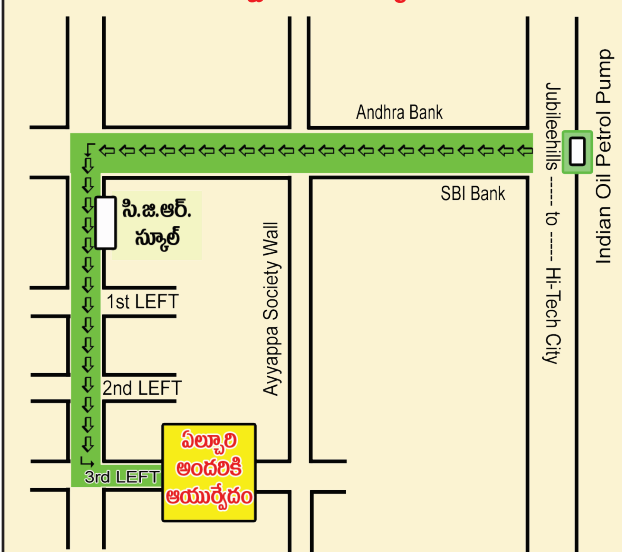 Andhra Bank
SBI Bank
Jubileehills ----- to ----- Hi-Tech City
Indian Oil Petrol Pump
సి.జి.ఆర్.
స్కూల్
Ayyappa Society Wall
1st LEFT
2nd LEFT
3rd LEFT
ఏల్చూరి
అందరికి
ఆయుర్వేదం